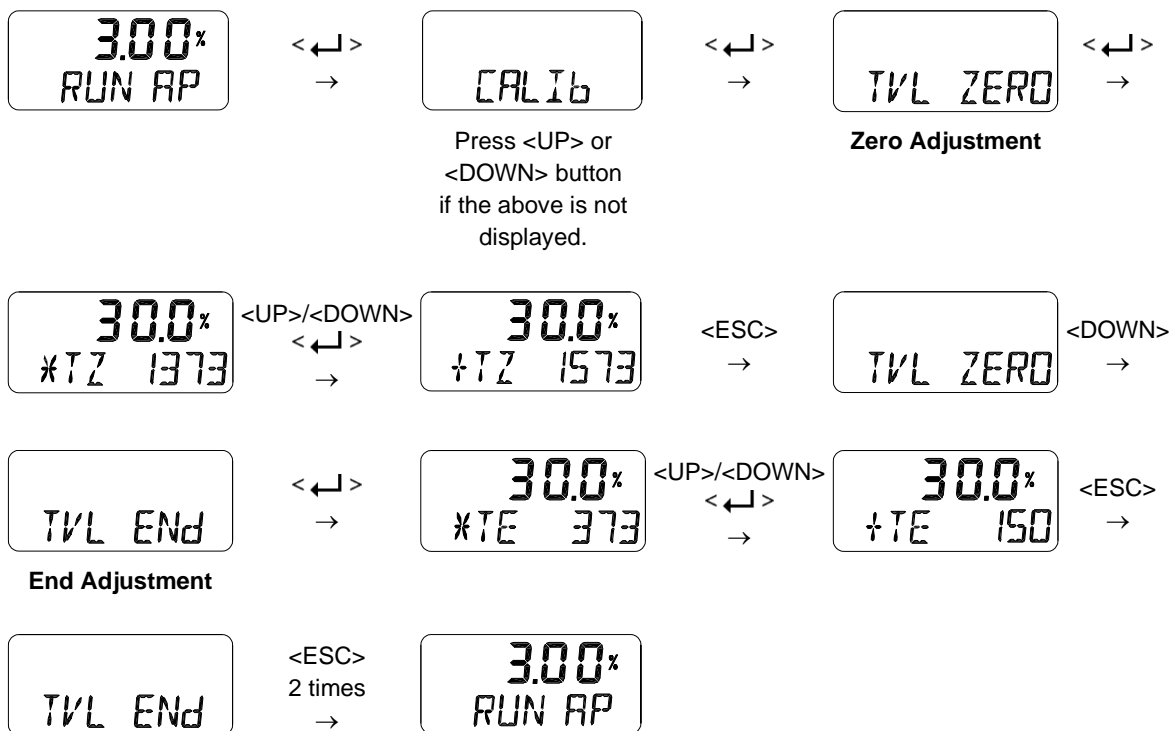 3.00%
RUN AP
<↵>
→
CALIb
Press <UP> or
<DOWN> button
if the above is not
displayed.
<↵>
→
TVL ZERO
Zero Adjustment
<↵>
→
30.0%
*TZ 1373
<UP>/<DOWN>
<↵>
→
30.0%
+TZ 1573
<ESC>
→
TVL ZERO
<DOWN>
→
TVL ENd
End Adjustment
<↵>
→
30.0%
*TE 373
<UP>/<DOWN>
<↵>
→
30.0%
+TE 150
<ESC>
→
TVL ENd
<ESC>
2 times
→
3.00%
RUN AP